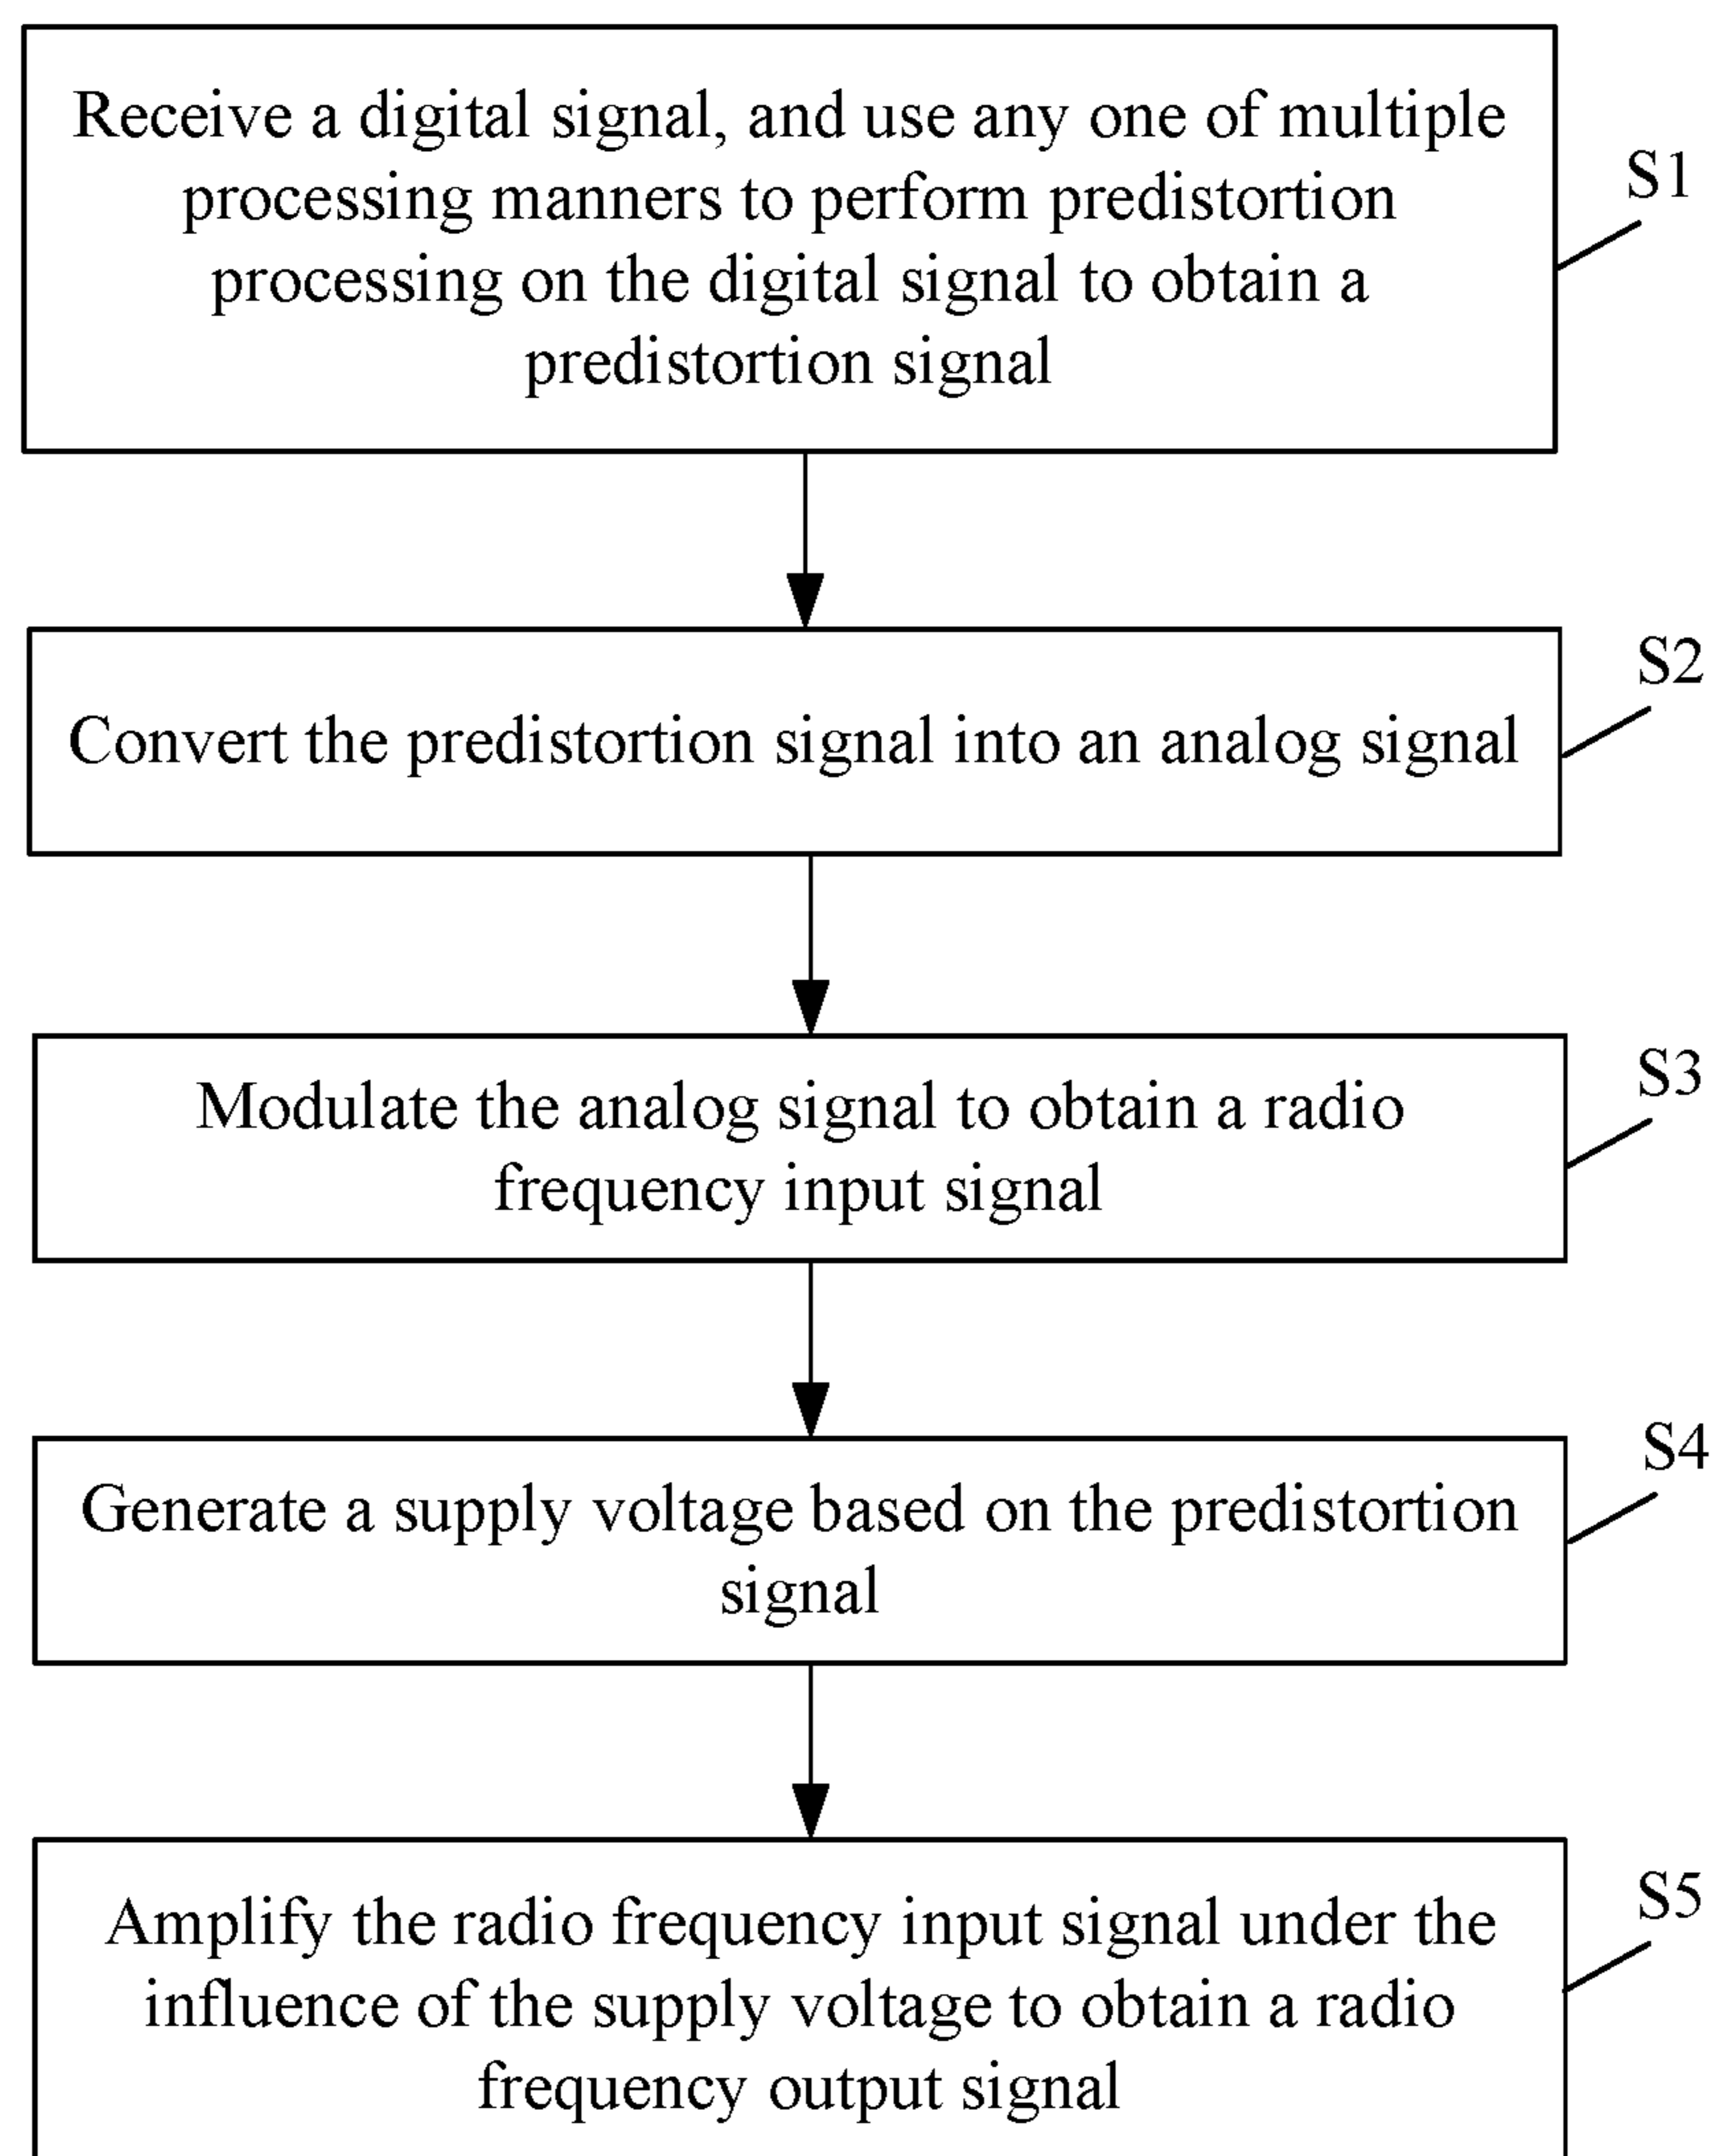 Receive a digital signal, and use any one of multiple
processing manners to perform predistortion
processing on the digital signal to obtain a
predistortion signal
S1
S2
Convert the predistortion signal into an analog signal
S3
Modulate the analog signal to obtain a radio
frequency input signal
S4
Generate a supply voltage based on the predistortion
signal
S5
Amplify the radio frequency input signal under the
influence of the supply voltage to obtain a radio
frequency output signal